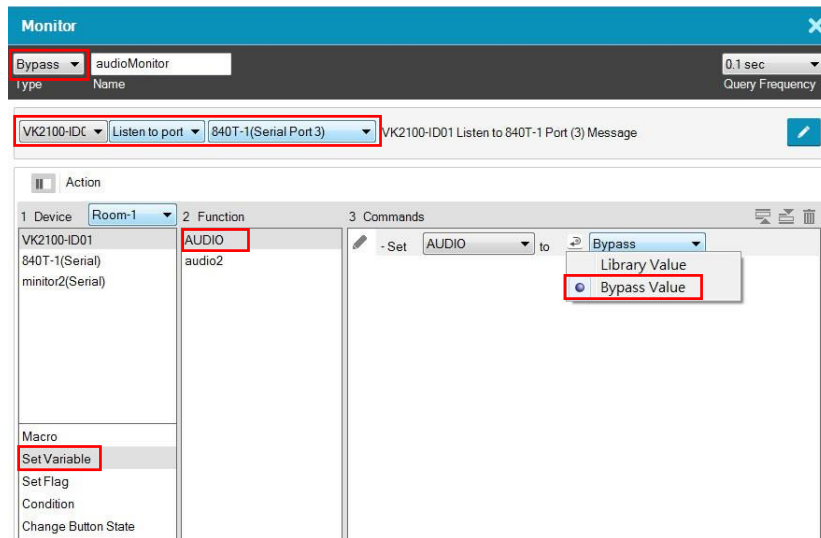 Monitor
Bypass audioMonitor 0.1 sec
Type Name Query Frequency
VK2100-ID( Listen to port 840T-1(Serial Port 3) VK2100-ID01 Listen to 840T-1 Port (3) Message
Action
1 Device Room-1 2 Function 3 Commands
VK2100-ID01 AUDIO - Set AUDIO to Bypass
840T-1(Serial) audio2 Library Value
minitor2(Serial) Bypass Value
Macro
Set Variable
Set Flag
Condition
Change Button State